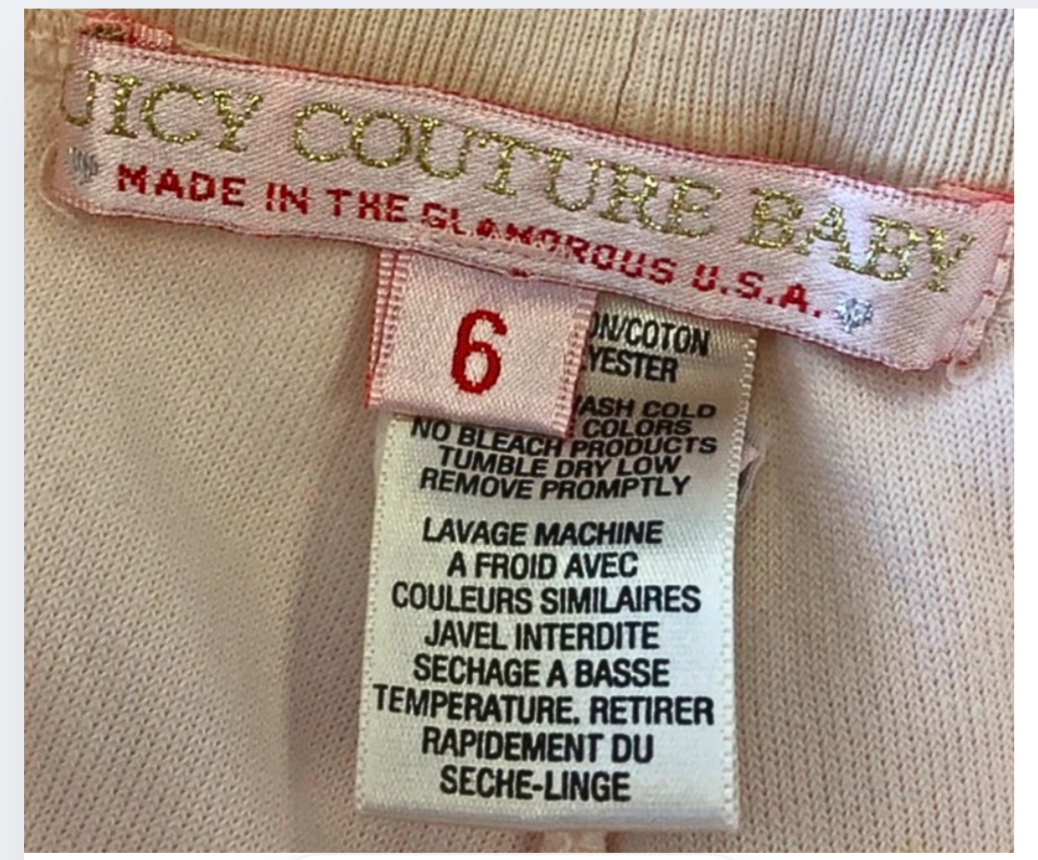 JUICY COUTURE BABY
MADE IN THE GLAMOROUS U.S.A.
6
ON/COTON
YESTER
ASH COLD
COLORS
NO BLEACH PRODUCTS
TUMBLE DRY LOW
REMOVE PROMPTLY
LAVAGE MACHINE
A FROID AVEC
COULEURS SIMILAIRES
JAVEL INTERDITE
SECHAGE A BASSE
TEMPERATURE. RETIRER
RAPIDEMENT DU
SECHE-LINGE